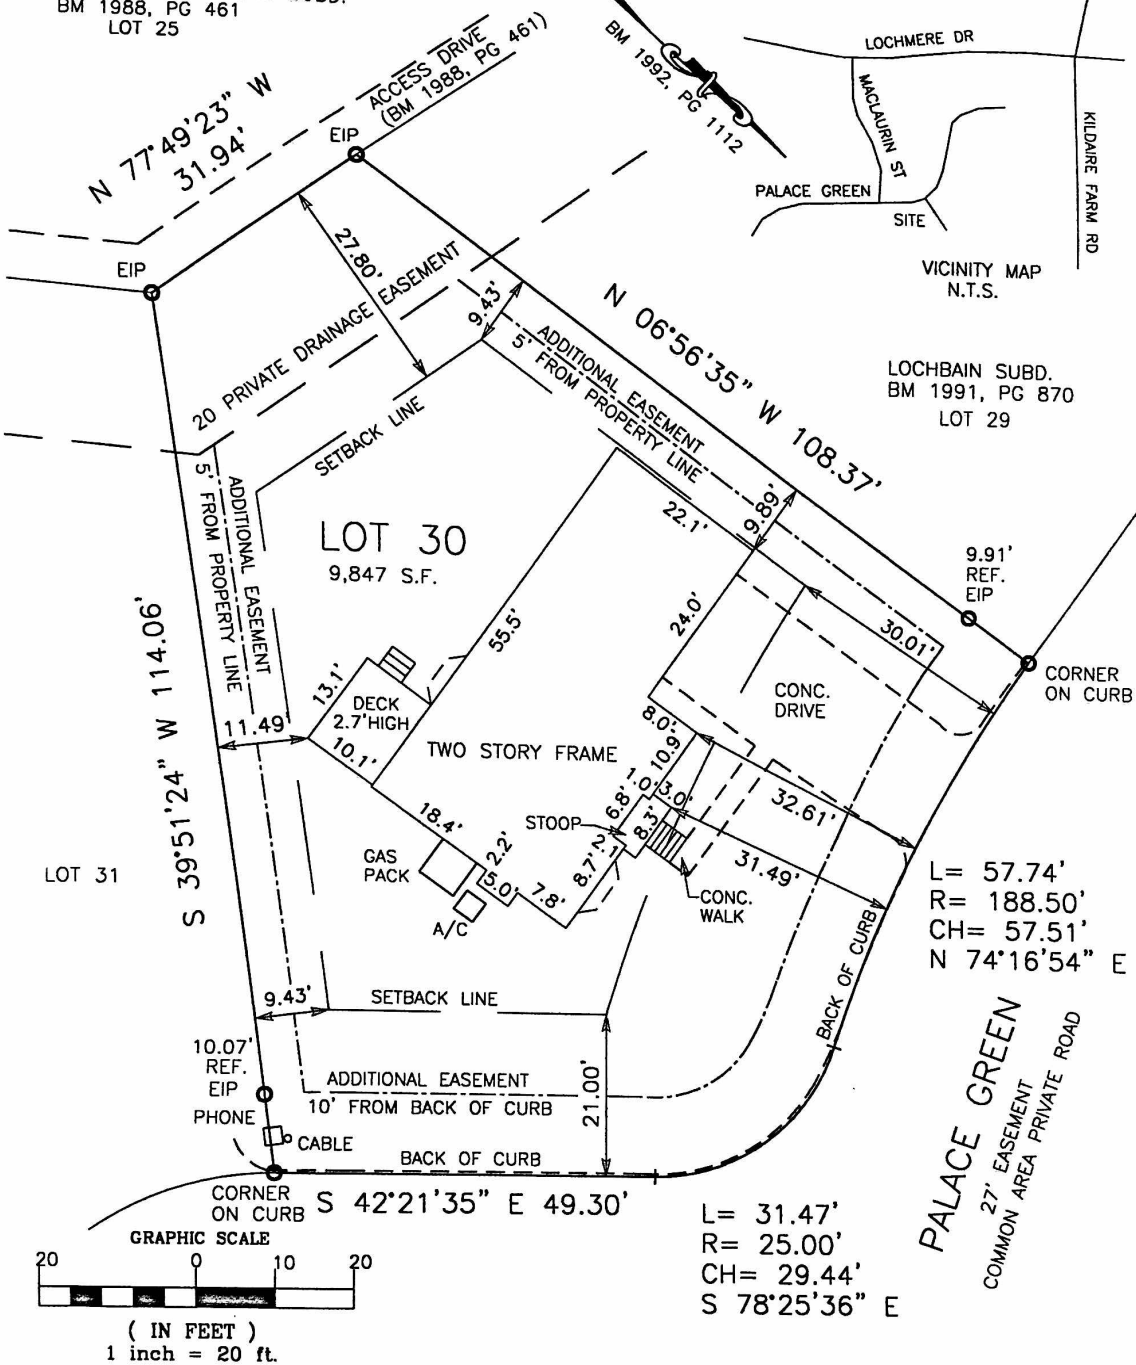 BM 1988, PG 461
LOT 25
N 77°49'23" W
31.94'
ACCESS DRIVE
(BM 1988, PG 461)
EIP
EIP
BM 1992, PG 1112
LOCHMERE DR
MACLAURIN ST
KILDAIRE FARM RD
PALACE GREEN
SITE
VICINITY MAP
N.T.S.
27.80'
20 PRIVATE DRAINAGE EASEMENT
9.43'
SETBACK LINE
ADDITIONAL EASEMENT
5' FROM PROPERTY LINE
N 06°56'35" W 108.37'
LOCHBAIN SUBD.
BM 1991, PG 870
LOT 29
ADDITIONAL EASEMENT
5' FROM PROPERTY LINE
LOT 30
9,847 S.F.
22.1'
9.89'
9.91'
REF.
EIP
24.0'
55.5'
30.01'
CORNER
ON CURB
CONC.
DRIVE
S 39°51'24" W 114.06'
13.1'
DECK
2.7'HIGH
11.49'
10.1'
TWO STORY FRAME
8.0'
10.9'
1.0'
3.0'
6.8'
STOOP
8.3'
2.1
8.7'
32.61'
31.49'
18.4'
2.2'
5.0'
7.8'
GAS
PACK
A/C
CONC.
WALK
LOT 31
L= 57.74'
R= 188.50'
CH= 57.51'
N 74°16'54" E
BACK OF CURB
9.43'
SETBACK LINE
10.07'
REF.
EIP
PHONE
CABLE
ADDITIONAL EASEMENT
10' FROM BACK OF CURB
21.00'
BACK OF CURB
CORNER
ON CURB
S 42°21'35" E 49.30'
PALACE GREEN
27' EASEMENT
COMMON AREA PRIVATE ROAD
L= 31.47'
R= 25.00'
CH= 29.44'
S 78°25'36" E
GRAPHIC SCALE
20 0 10 20
( IN FEET )
1 inch = 20 ft.